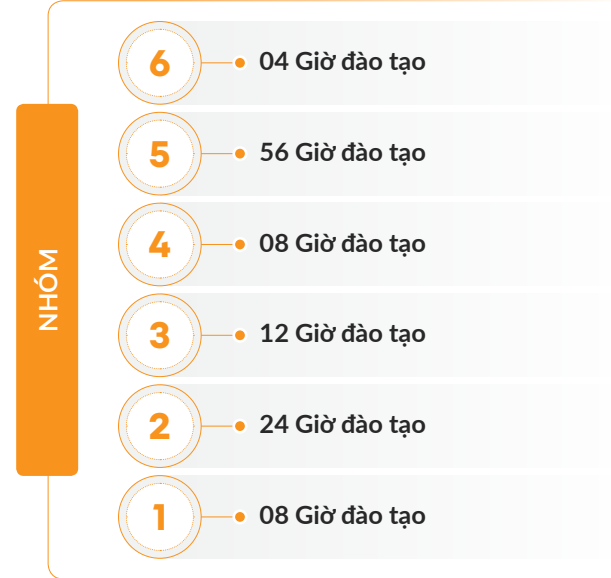 NHÓM
6
04 Giờ đào tạo
5
56 Giờ đào tạo
4
08 Giờ đào tạo
3
12 Giờ đào tạo
2
24 Giờ đào tạo
1
08 Giờ đào tạo